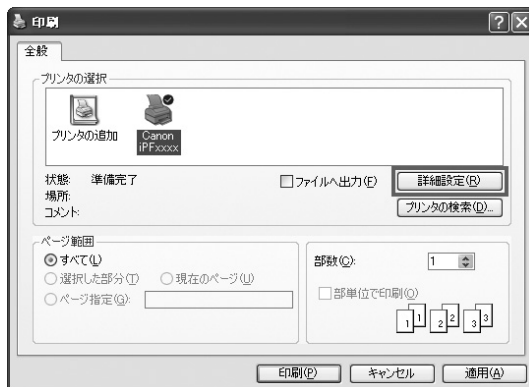 印刷
全般
プリンタの選択
プリンタの追加
Canon
iPFxxxx
状態: 準備完了
場所:
コメント:
ファイルへ出力(F)
詳細設定(R)
プリンタの検索(D)...
ページ範囲
すべて(L)
選択した部分(T) 現在のページ(U)
ページ指定(G):
部数(C): 1
部単位で印刷(O)
1 1 2 2 3 3
印刷(P) キャンセル 適用(A)